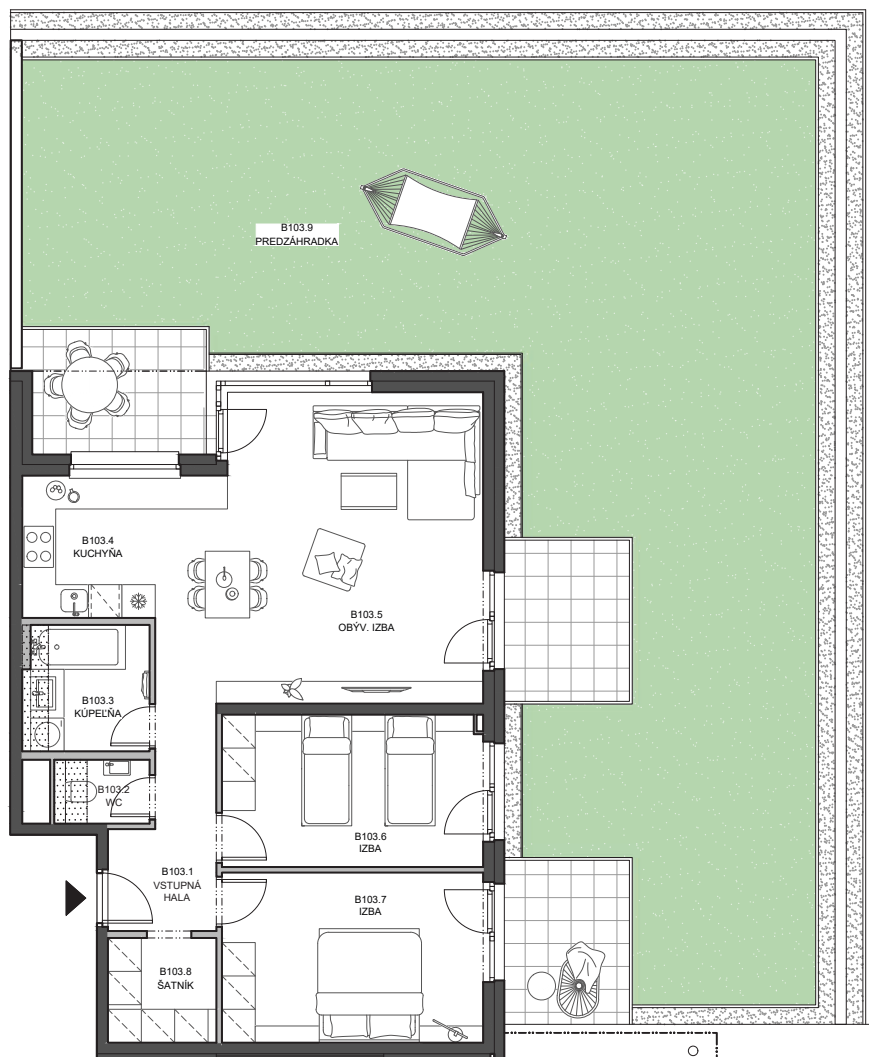 B103.9
PREDZÁHRADKA
B103.4
KUCHYŇA
B103.5
OBÝV. IZBA
B103.3
KÚPEĽŇA
B103.2
WC
B103.6
IZBA
B103.1
VSTUPNÁ
HALA
B103.7
IZBA
B103.8
ŠATNÍK